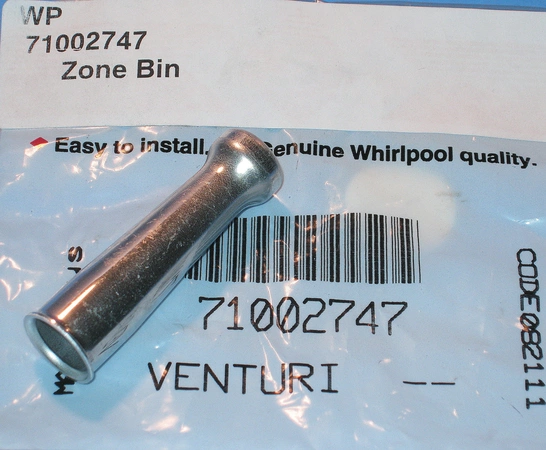 WP
71002747
Zone Bin
Easy to install. Genuine Whirlpool quality.
71002747
VENTURI --
CODE082111